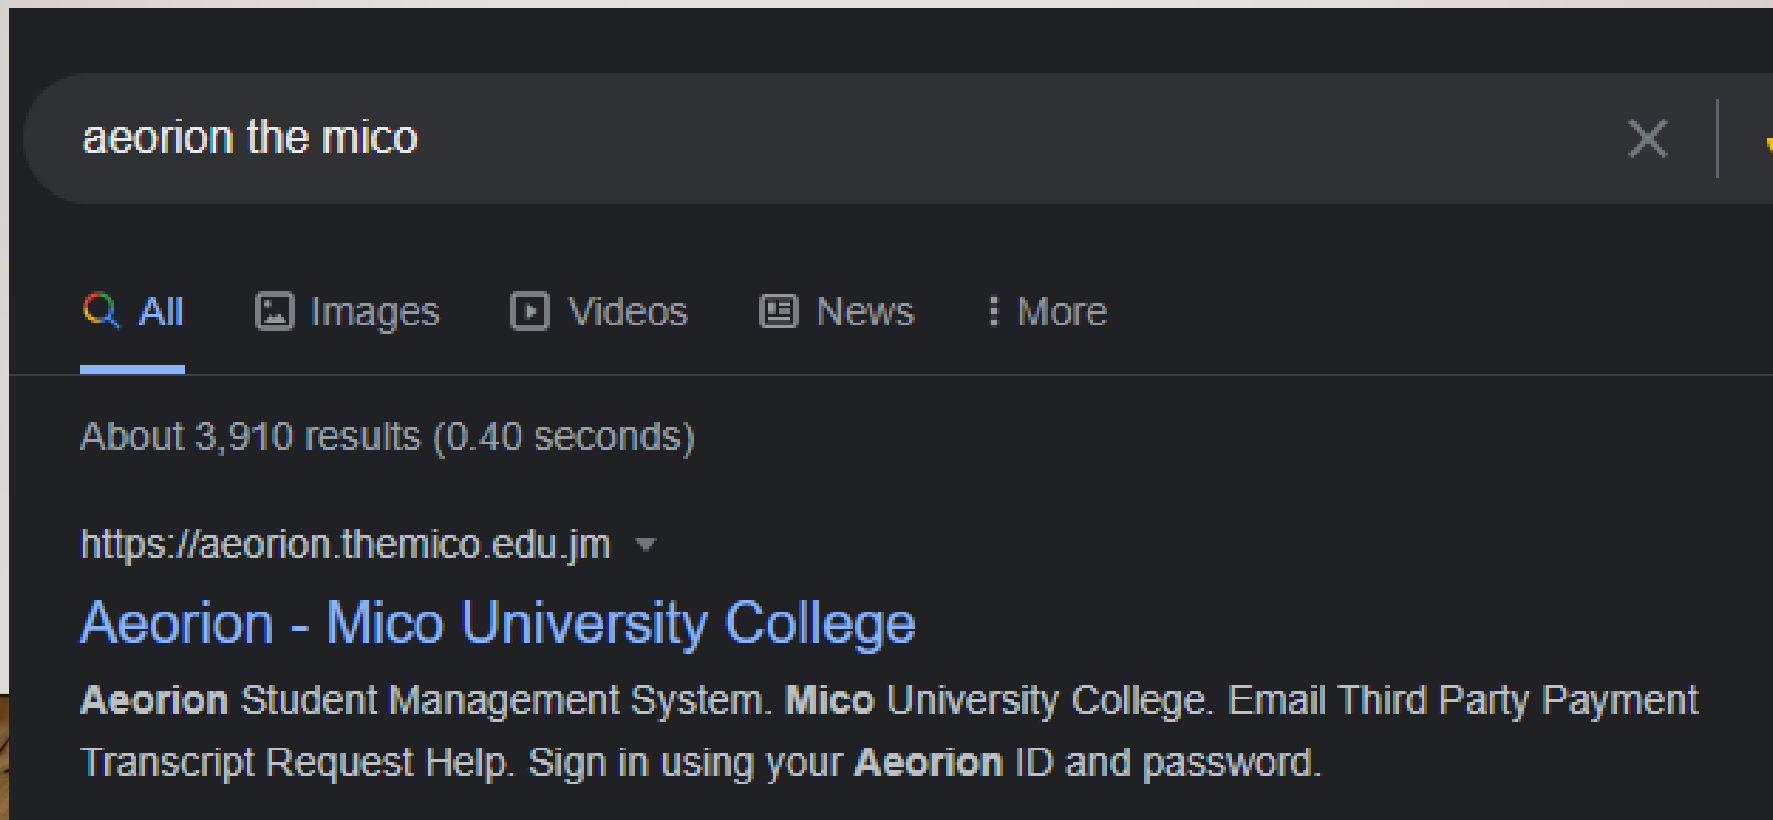 aeorion the mico
All Images Videos News More
About 3,910 results (0.40 seconds)
https://aeorion.themico.edu.jm
Aeorion - Mico University College
Aeorion Student Management System. Mico University College. Email Third Party Payment
Transcript Request Help. Sign in using your Aeorion ID and password.